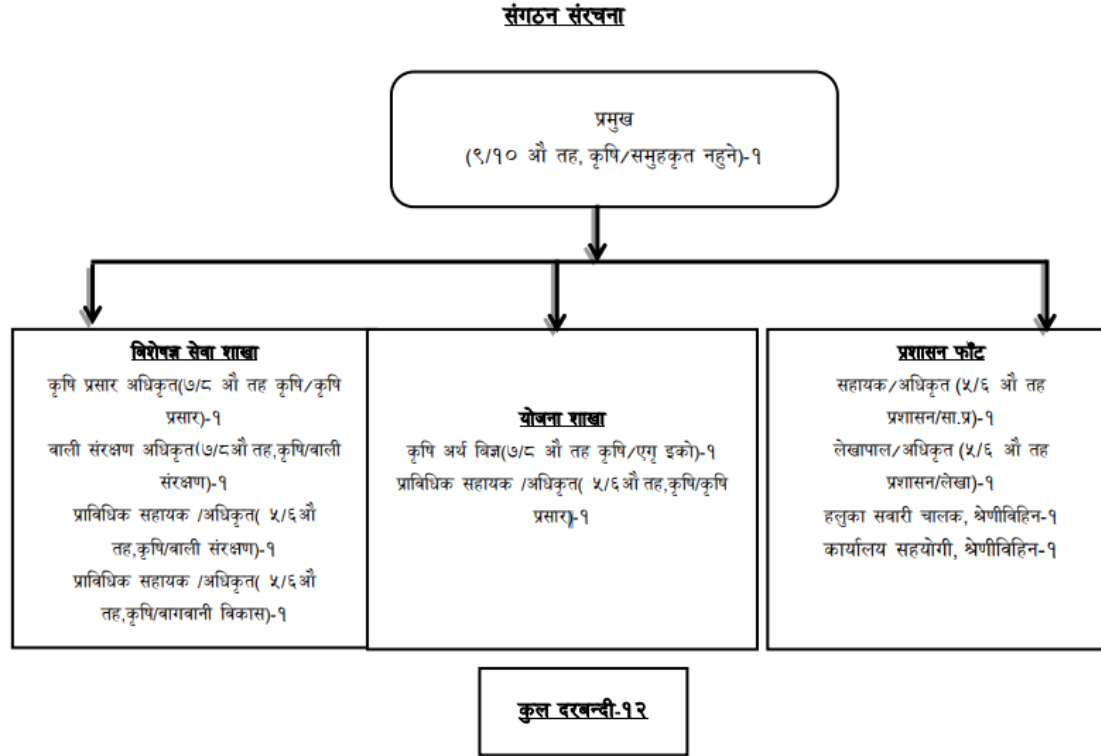 संगठन संरचना
प्रमुख
(९/१० औ तह, कृषि/समुहकृत नहुने)-१
विशेषज्ञ सेवा शाखा
कृषि प्रसार अधिकृत(७/८ औ तह कृषि/कृषि
प्रसार)-१
वाली संरक्षण अधिकृत(७/८औ तह,कृषि/वाली
संरक्षण)-१
प्राविधिक सहायक /अधिकृत( ५/६औ
तह,कृषि/वाली संरक्षण)-१
प्राविधिक सहायक /अधिकृत( ५/६औ
तह,कृषि/वागवानी विकास)-१
योजना शाखा
कृषि अर्थ बिज्ञ(७/८ औ तह कृषि/एगृ इको)-१
प्राविधिक सहायक /अधिकृत( ५/६औ तह,कृषि/कृषि
प्रसार)-१
प्रशासन फाँट
सहायक/अधिकृत (५/६ औ तह
प्रशासन/सा.प्र)-१
लेखापाल/अधिकृत (५/६ औ तह
प्रशासन/लेखा)-१
हलुका सवारी चालक, श्रेणीविहिन-१
कार्यालय सहयोगी, श्रेणीविहिन-१
कुल दरबन्दी-१२